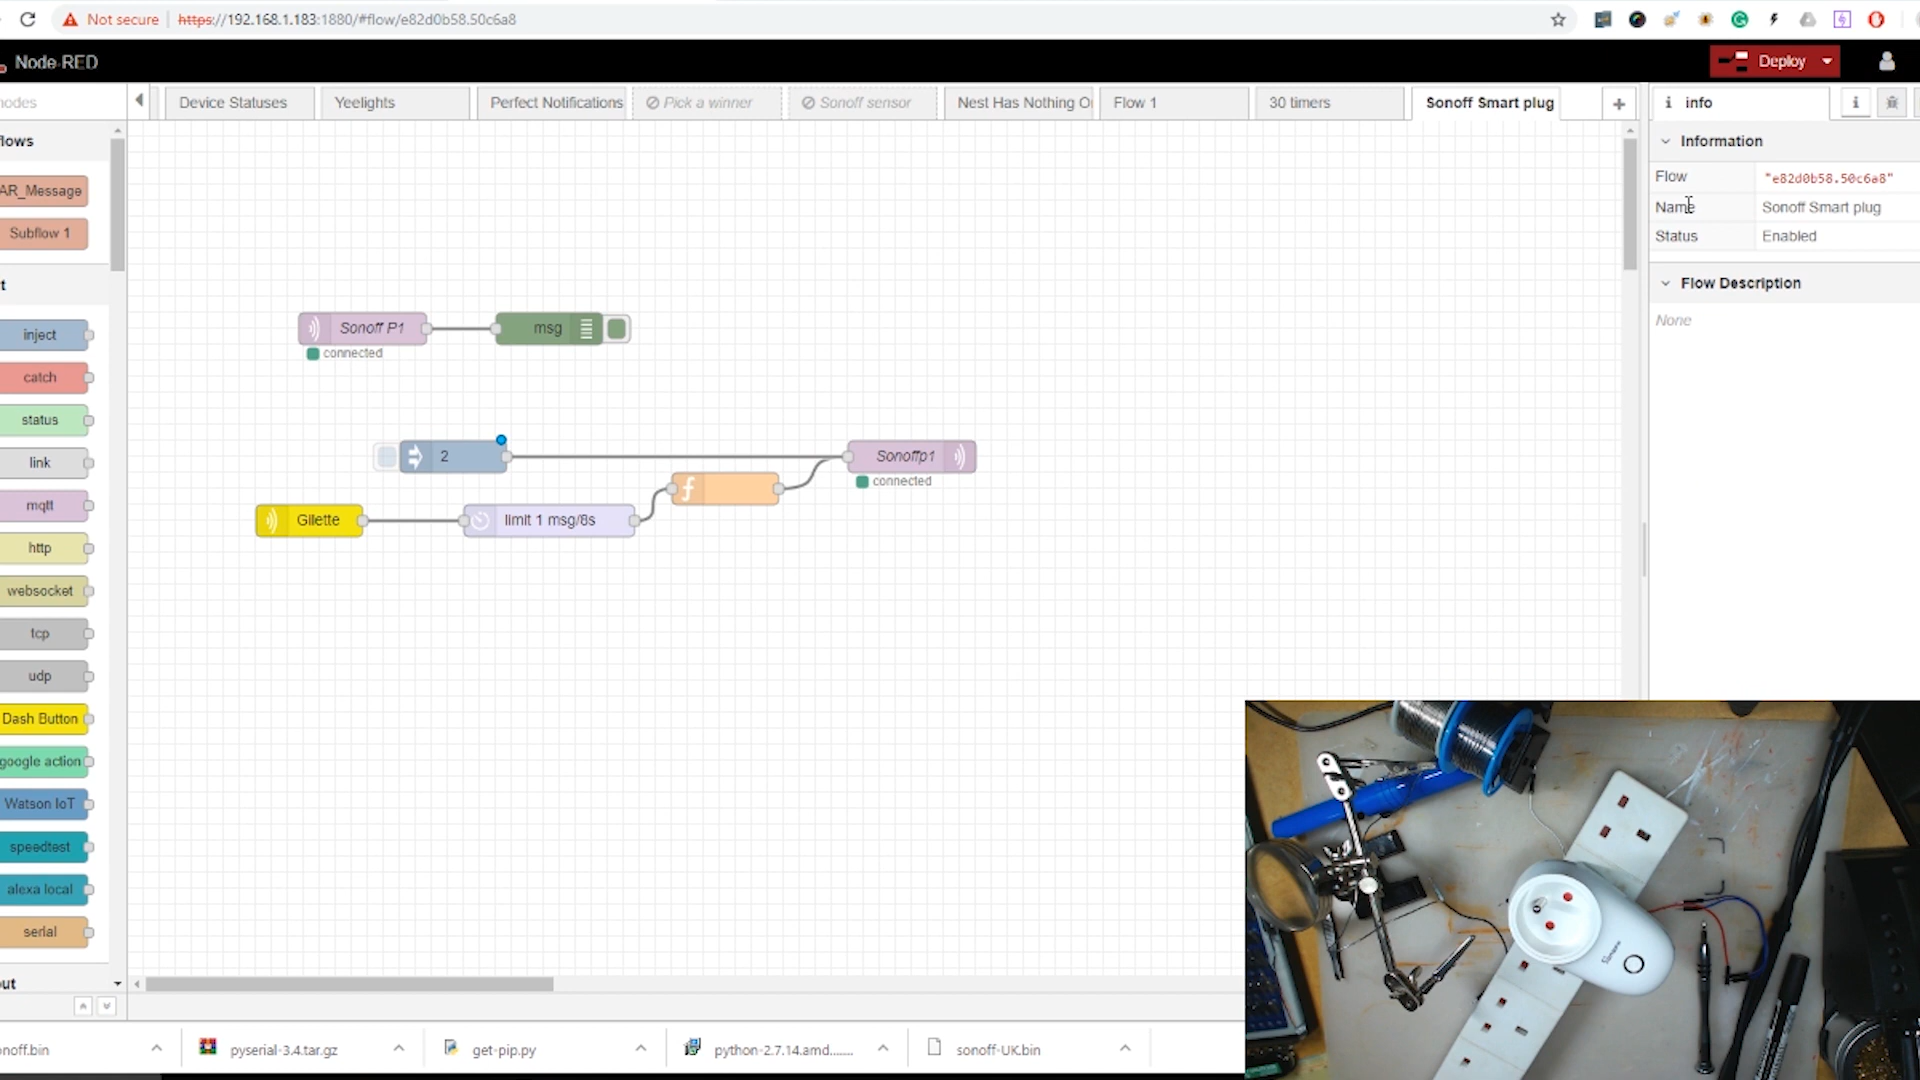 Not secure
https://192.168.1.183:1880/#flow/e82d0b58.50c6a8
Node-RED
Deploy
nodes
Device Statuses
Yeelights
Perfect Notifications
Pick a winner
Sonoff sensor
Nest Has Nothing O
Flow 1
30 timers
Sonoff Smart plug
+
i info
i
lows
AR_Message
Subflow 1
t
inject
catch
status
link
mqtt
http
websocket
tcp
udp
Dash Button
google action
Watson IoT
speedtest
alexa local
serial
out
Sonoff P1
connected
msg
2
Sonoffp1
connected
f
Gilette
limit 1 msg/8s
Information
Flow
"e82d0b58.50c6a8"
Name
Sonoff Smart plug
Status
Enabled
Flow Description
None
onoff.bin
pyserial-3.4.tar.gz
get-pip.py
python-2.7.14.amd.......
sonoff-UK.bin